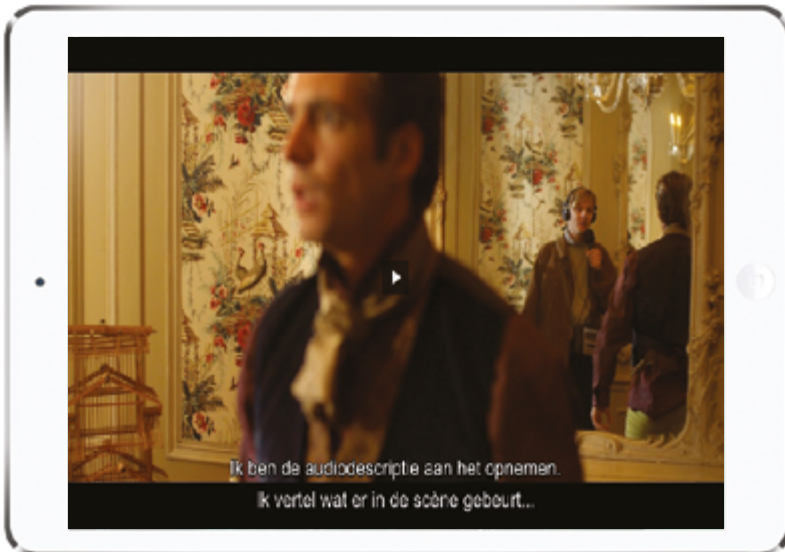 Ik ben de audiodescriptie aan het opnemen.
Ik vertel wat er in de scène gebeurt...